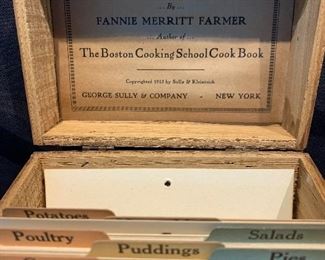 ... By ...
FANNIE MERRITT FARMER
... Author of ...
The Boston Cooking School Cook Book
Copyrighted 1913 by Sully & Kleinteich
GEORGE SULLY & COMPANY - NEW YORK
Potatoes
Poultry
Salads
Puddings
Pies